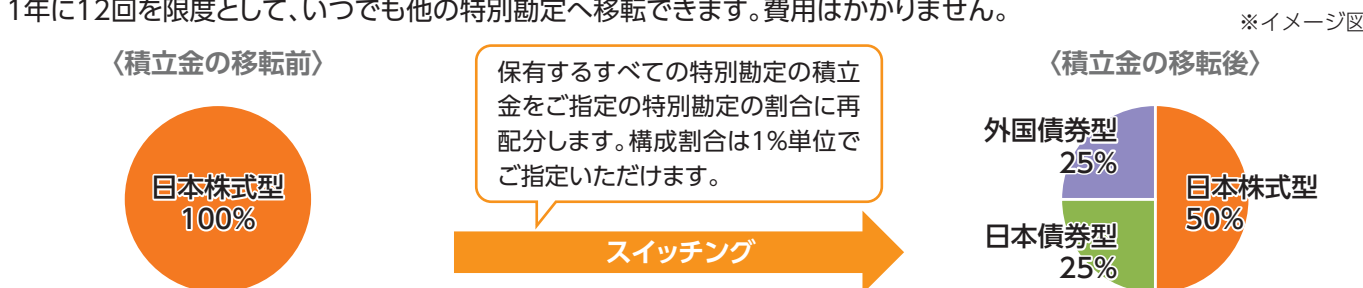 1年に12回を限度として、いつでも他の特別勘定へ移転できます。費用はかかりません。
※イメージ図
〈積立金の移転前〉
日本株式型
100%
保有するすべての特別勘定の積立
金をご指定の特別勘定の割合に再
配分します。構成割合は1%単位で
ご指定いただけます。
スイッチング
〈積立金の移転後〉
外国債券型
25%
日本株式型
50%
日本債券型
25%